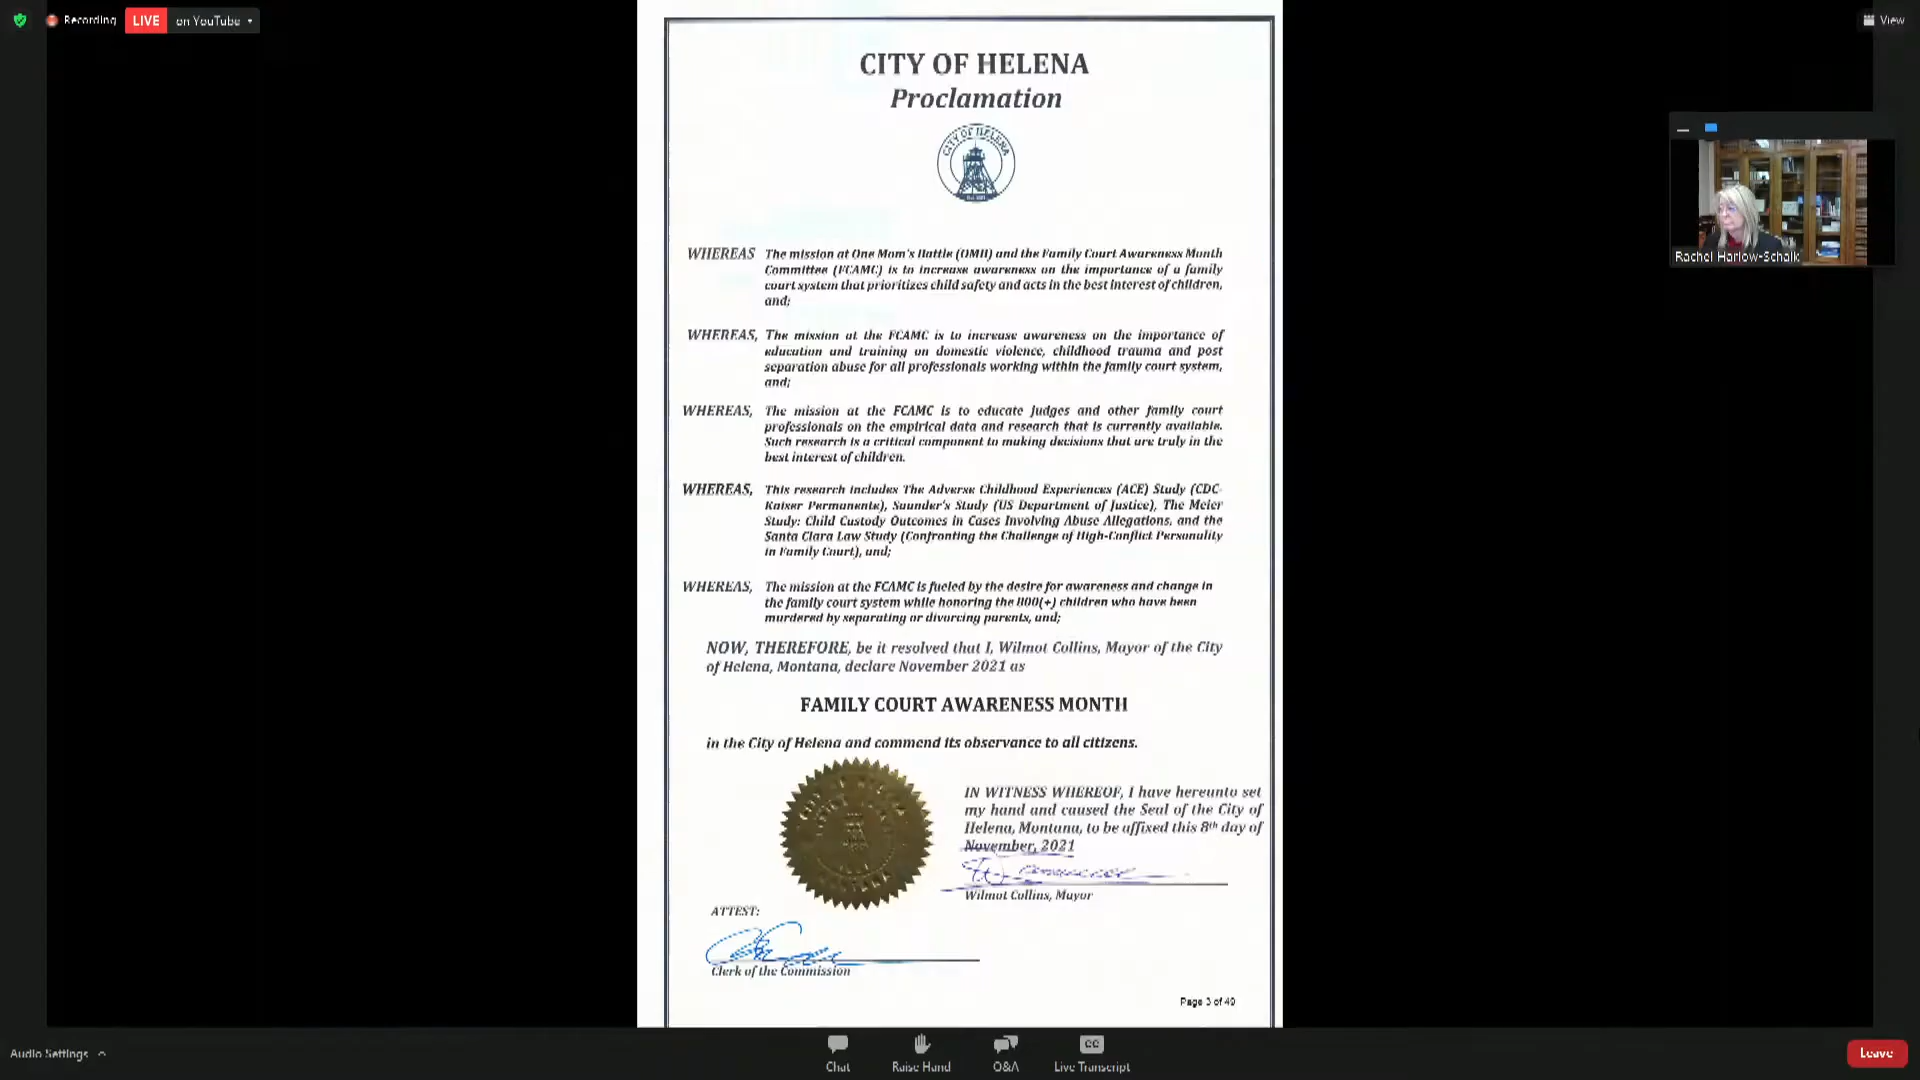 Recording LIVE on YouTube
View
CITY OF HELENA
Proclamation
CITY OF HELENA
Rachel Harlow-Schalk
WHEREAS The mission at One Mom's Battle (OMB) and the Family Court Awareness Month
Committee (FCAMC) is to increase awareness on the importance of a family
court system that prioritizes child safety and acts in the best interest of children,
and;
WHEREAS, The mission at the FCAMC is to increase awareness on the importance of
education and training on domestic violence, childhood trauma and post
separation abuse for all professionals working within the family court system,
and;
WHEREAS, The mission at the FCAMC is to educate judges and other family court
professionals on the empirical data and research that is currently available.
Such research is a critical component to making decisions that are truly in the
best interest of children.
WHEREAS, This research includes The Adverse Childhood Experiences (ACE) Study (CDC-
Kaiser Permanente), Saunder's Study (US Department of Justice), The Meier
Study: Child Custody Outcomes in Cases Involving Abuse Allegations, and the
Santa Clara Law Study (Confronting the Challenge of High-Conflict Personality
in Family Court), and;
WHEREAS, The mission at the FCAMC is fueled by the desire for awareness and change in
the family court system while honoring the 800(+) children who have been
murdered by separating or divorcing parents, and;
NOW, THEREFORE, be it resolved that I, Wilmot Collins, Mayor of the City
of Helena, Montana, declare November 2021 as
FAMILY COURT AWARENESS MONTH
in the City of Helena and commend its observance to all citizens.
IN WITNESS WHEREOF, I have hereunto set
my hand and caused the Seal of the City of
Helena, Montana, to be affixed this 8th day of
November, 2021
Wilmot Collins, Mayor
ATTEST:
Clerk of the Commission
Page 3 of 49
Audio Settings
Chat Raise Hand Q&A Live Transcript
CC
Leave